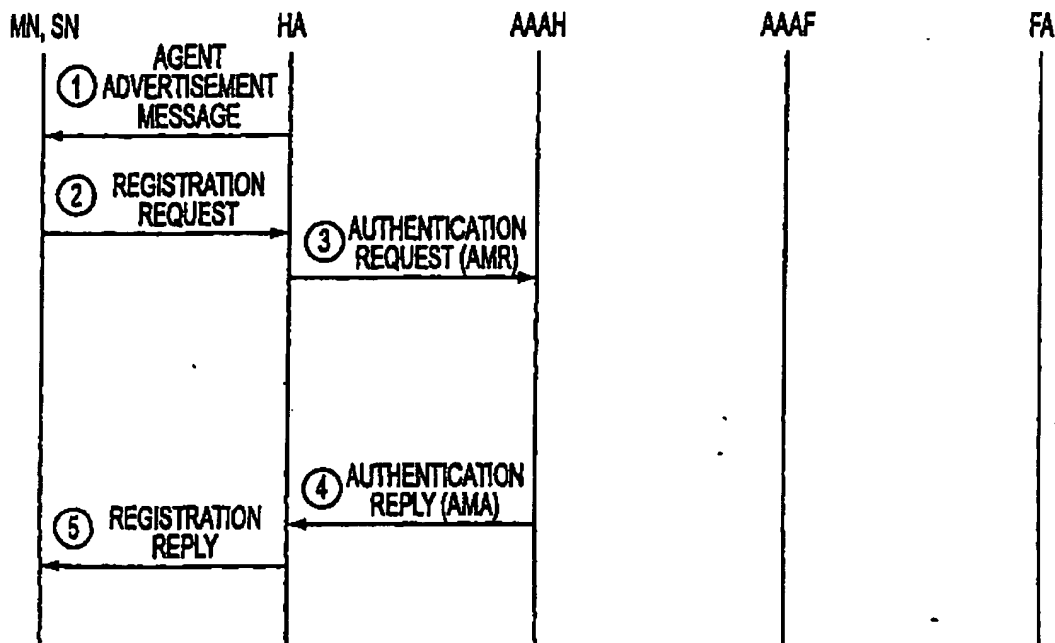 MN, SN
HA
AAAH
AAAF
FA
1
AGENT
ADVERTISEMENT
MESSAGE
2
REGISTRATION
REQUEST
3
AUTHENTICATION
REQUEST (AMR)
4
AUTHENTICATION
REPLY (AMA)
5
REGISTRATION
REPLY